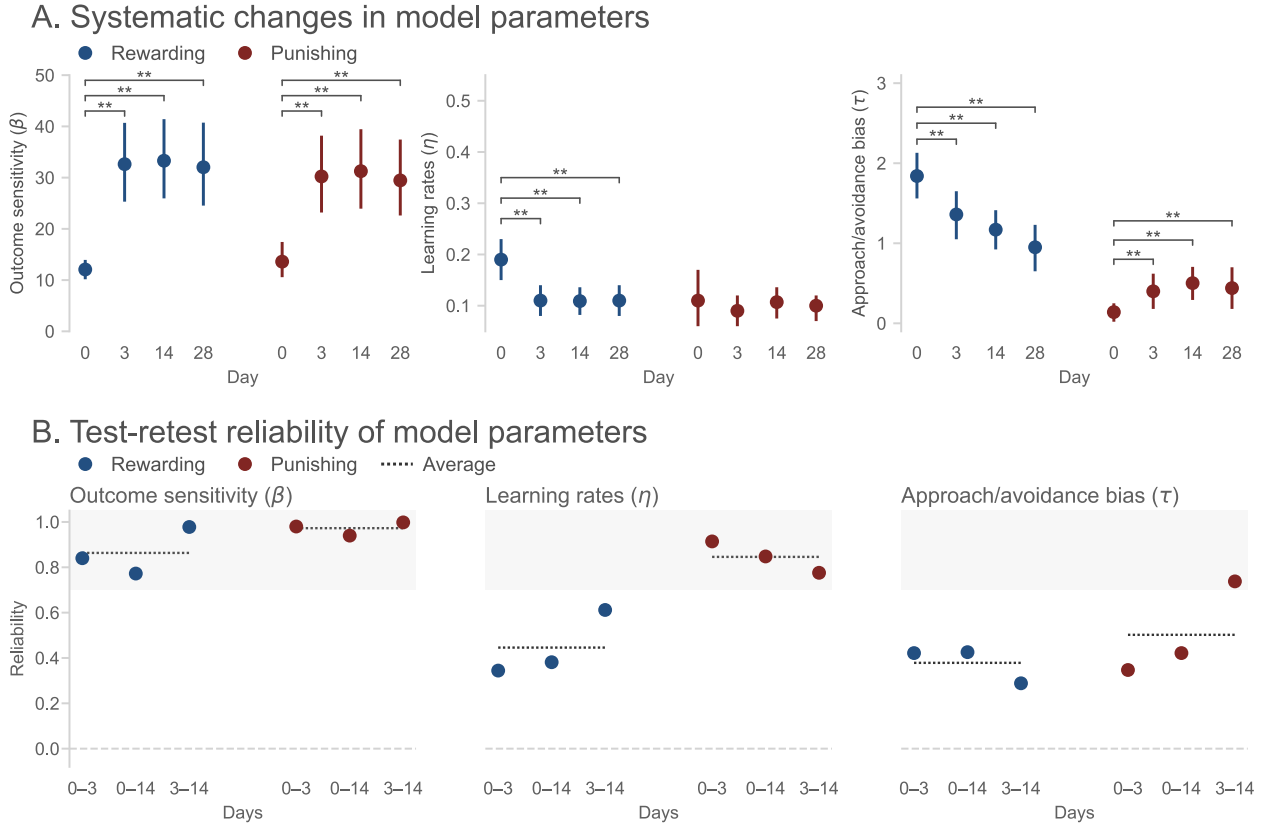 A. Systematic changes in model parameters
Rewarding Punishing
Outcome sensitivity (β)
50
40
30
20
10
0
** ** **
** ** **
0 3 14 28 0 3 14 28
Day
Learning rates (η)
0.5
0.4
0.3
0.2
0.1
** ** **
0 3 14 28 0 3 14 28
Day
Approach/avoidance bias (τ)
3
2
1
0
** ** **
** ** **
0 3 14 28 0 3 14 28
Day
B. Test-retest reliability of model parameters
Rewarding Punishing Average
Outcome sensitivity (β) Learning rates (η) Approach/avoidance bias (τ)
Reliability
1.0
0.8
0.6
0.4
0.2
0.0
0–3 0–14 3–14 0–3 0–14 3–14 0–3 0–14 3–14 0–3 0–14 3–14 0–3 0–14 3–14 0–3 0–14 3–14
Days Days Days